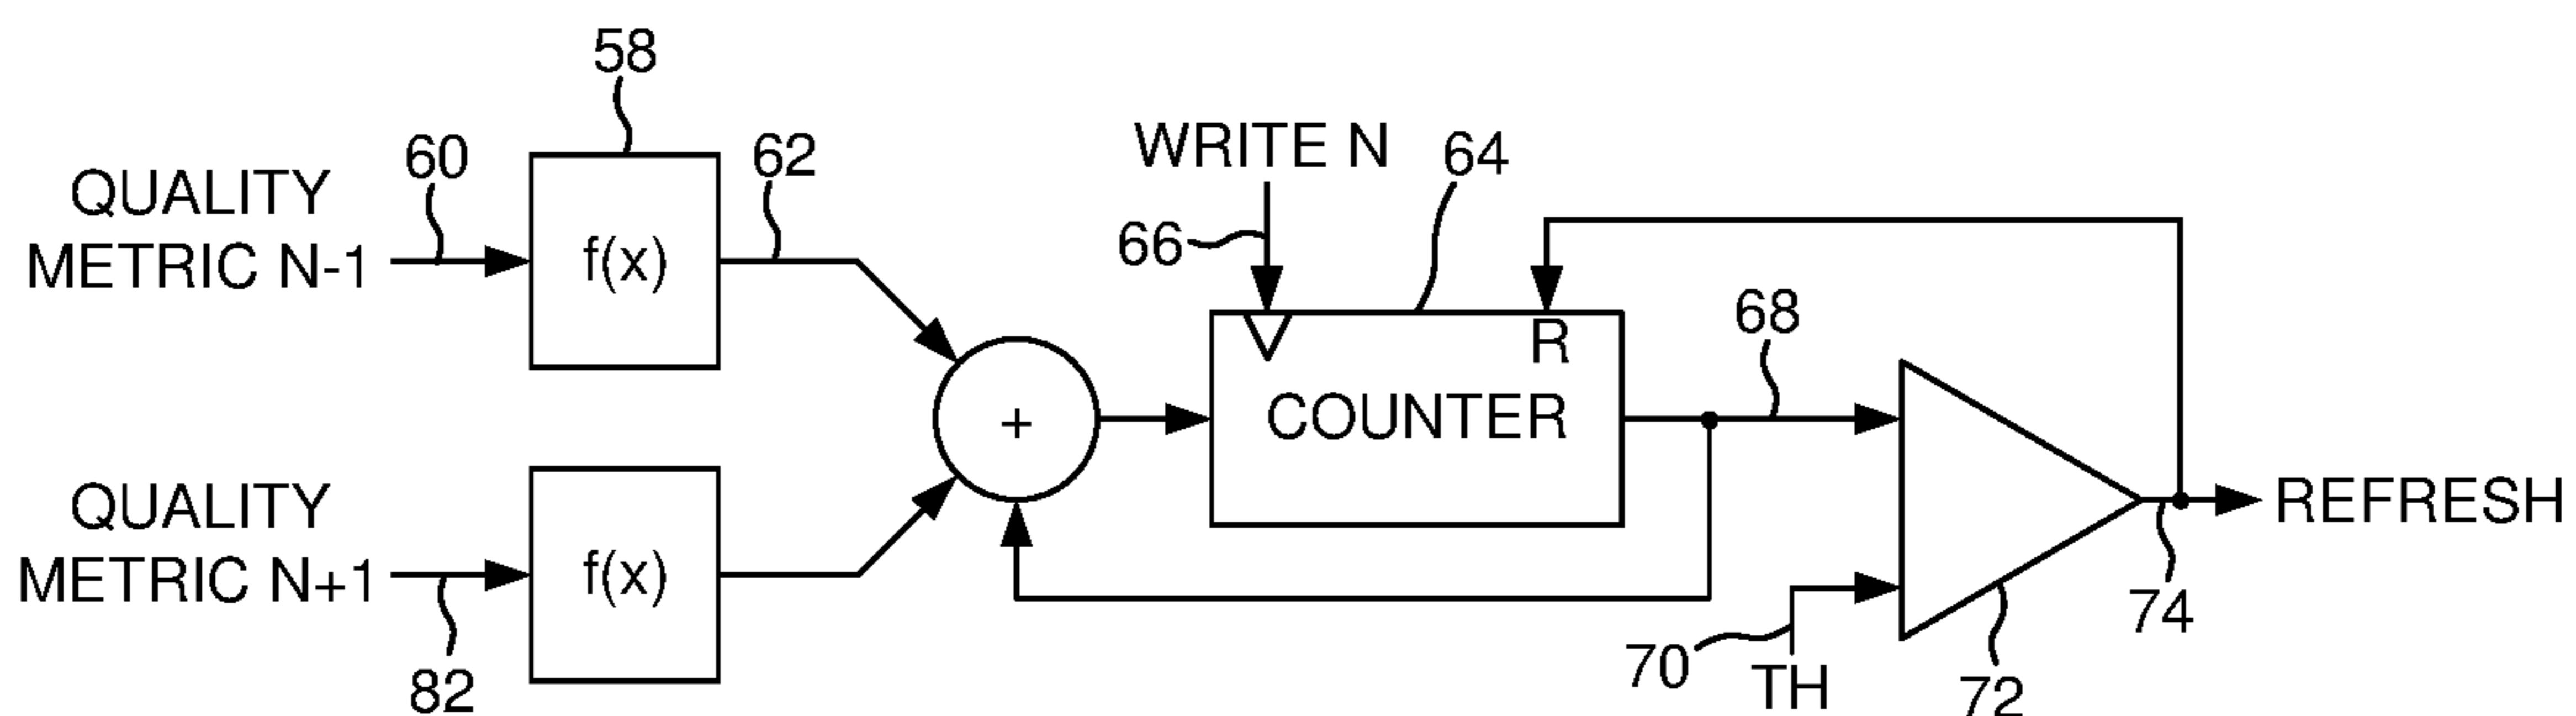 58
60
62
QUALITY
METRIC N-1
f(x)
WRITE N
64
66
R
68
+
COUNTER
QUALITY
METRIC N+1
f(x)
82
REFRESH
74
70
TH
72